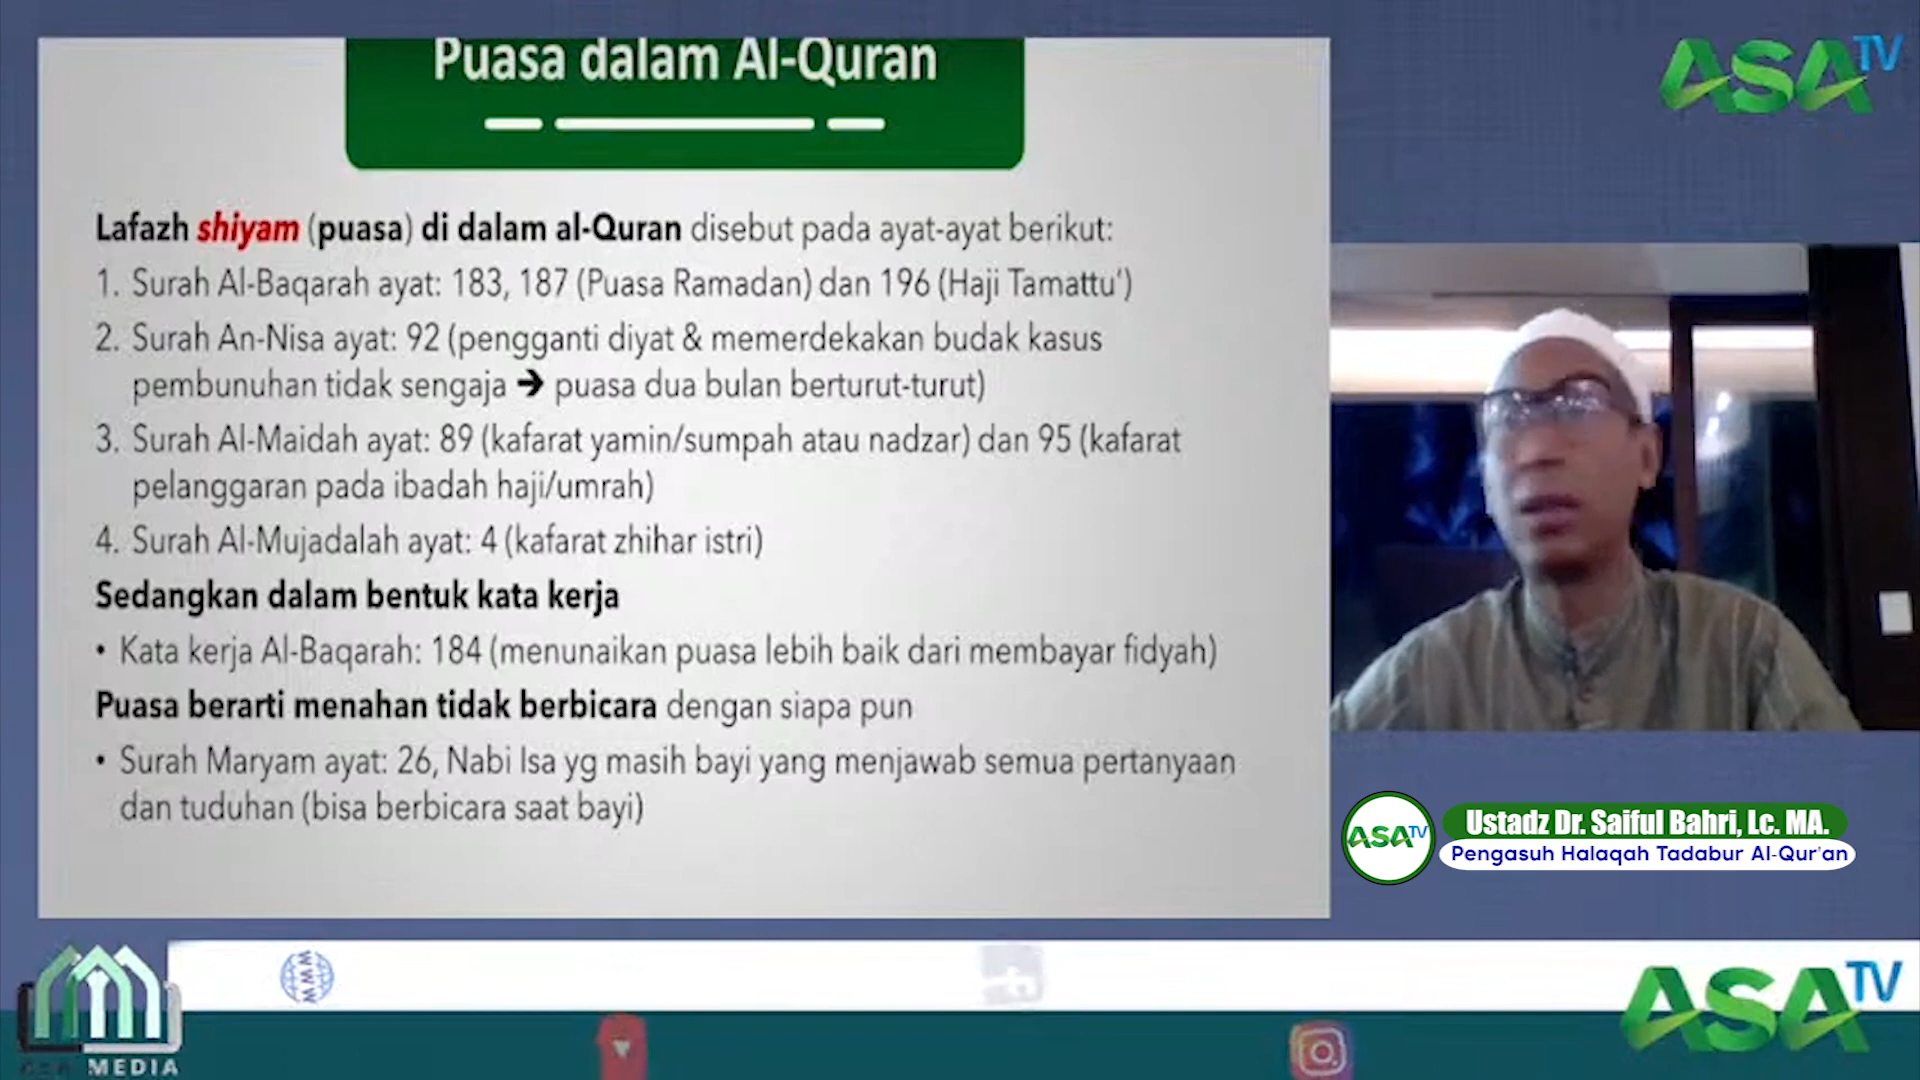 Puasa dalam Al-Quran
ASA TV
Lafazh shiyam (puasa) di dalam al-Quran disebut pada ayat-ayat berikut:
1. Surah Al-Baqarah ayat: 183, 187 (Puasa Ramadan) dan 196 (Haji Tamattu')
2. Surah An-Nisa ayat: 92 (pengganti diyat & memerdekakan budak kasus
pembunuhan tidak sengaja ➔ puasa dua bulan berturut-turut)
3. Surah Al-Maidah ayat: 89 (kafarat yamin/sumpah atau nadzar) dan 95 (kafarat
pelanggaran pada ibadah haji/umrah)
4. Surah Al-Mujadalah ayat: 4 (kafarat zhihar istri)
Sedangkan dalam bentuk kata kerja
• Kata kerja Al-Baqarah: 184 (menunaikan puasa lebih baik dari membayar fidyah)
Puasa berarti menahan tidak berbicara dengan siapa pun
• Surah Maryam ayat: 26, Nabi Isa yg masih bayi yang menjawab semua pertanyaan
dan tuduhan (bisa berbicara saat bayi)
ASA TV
Ustadz Dr. Saiful Bahri, Lc. MA.
Pengasuh Halaqah Tadabur Al-Qur'an
WWW
MEDIA
ASA TV